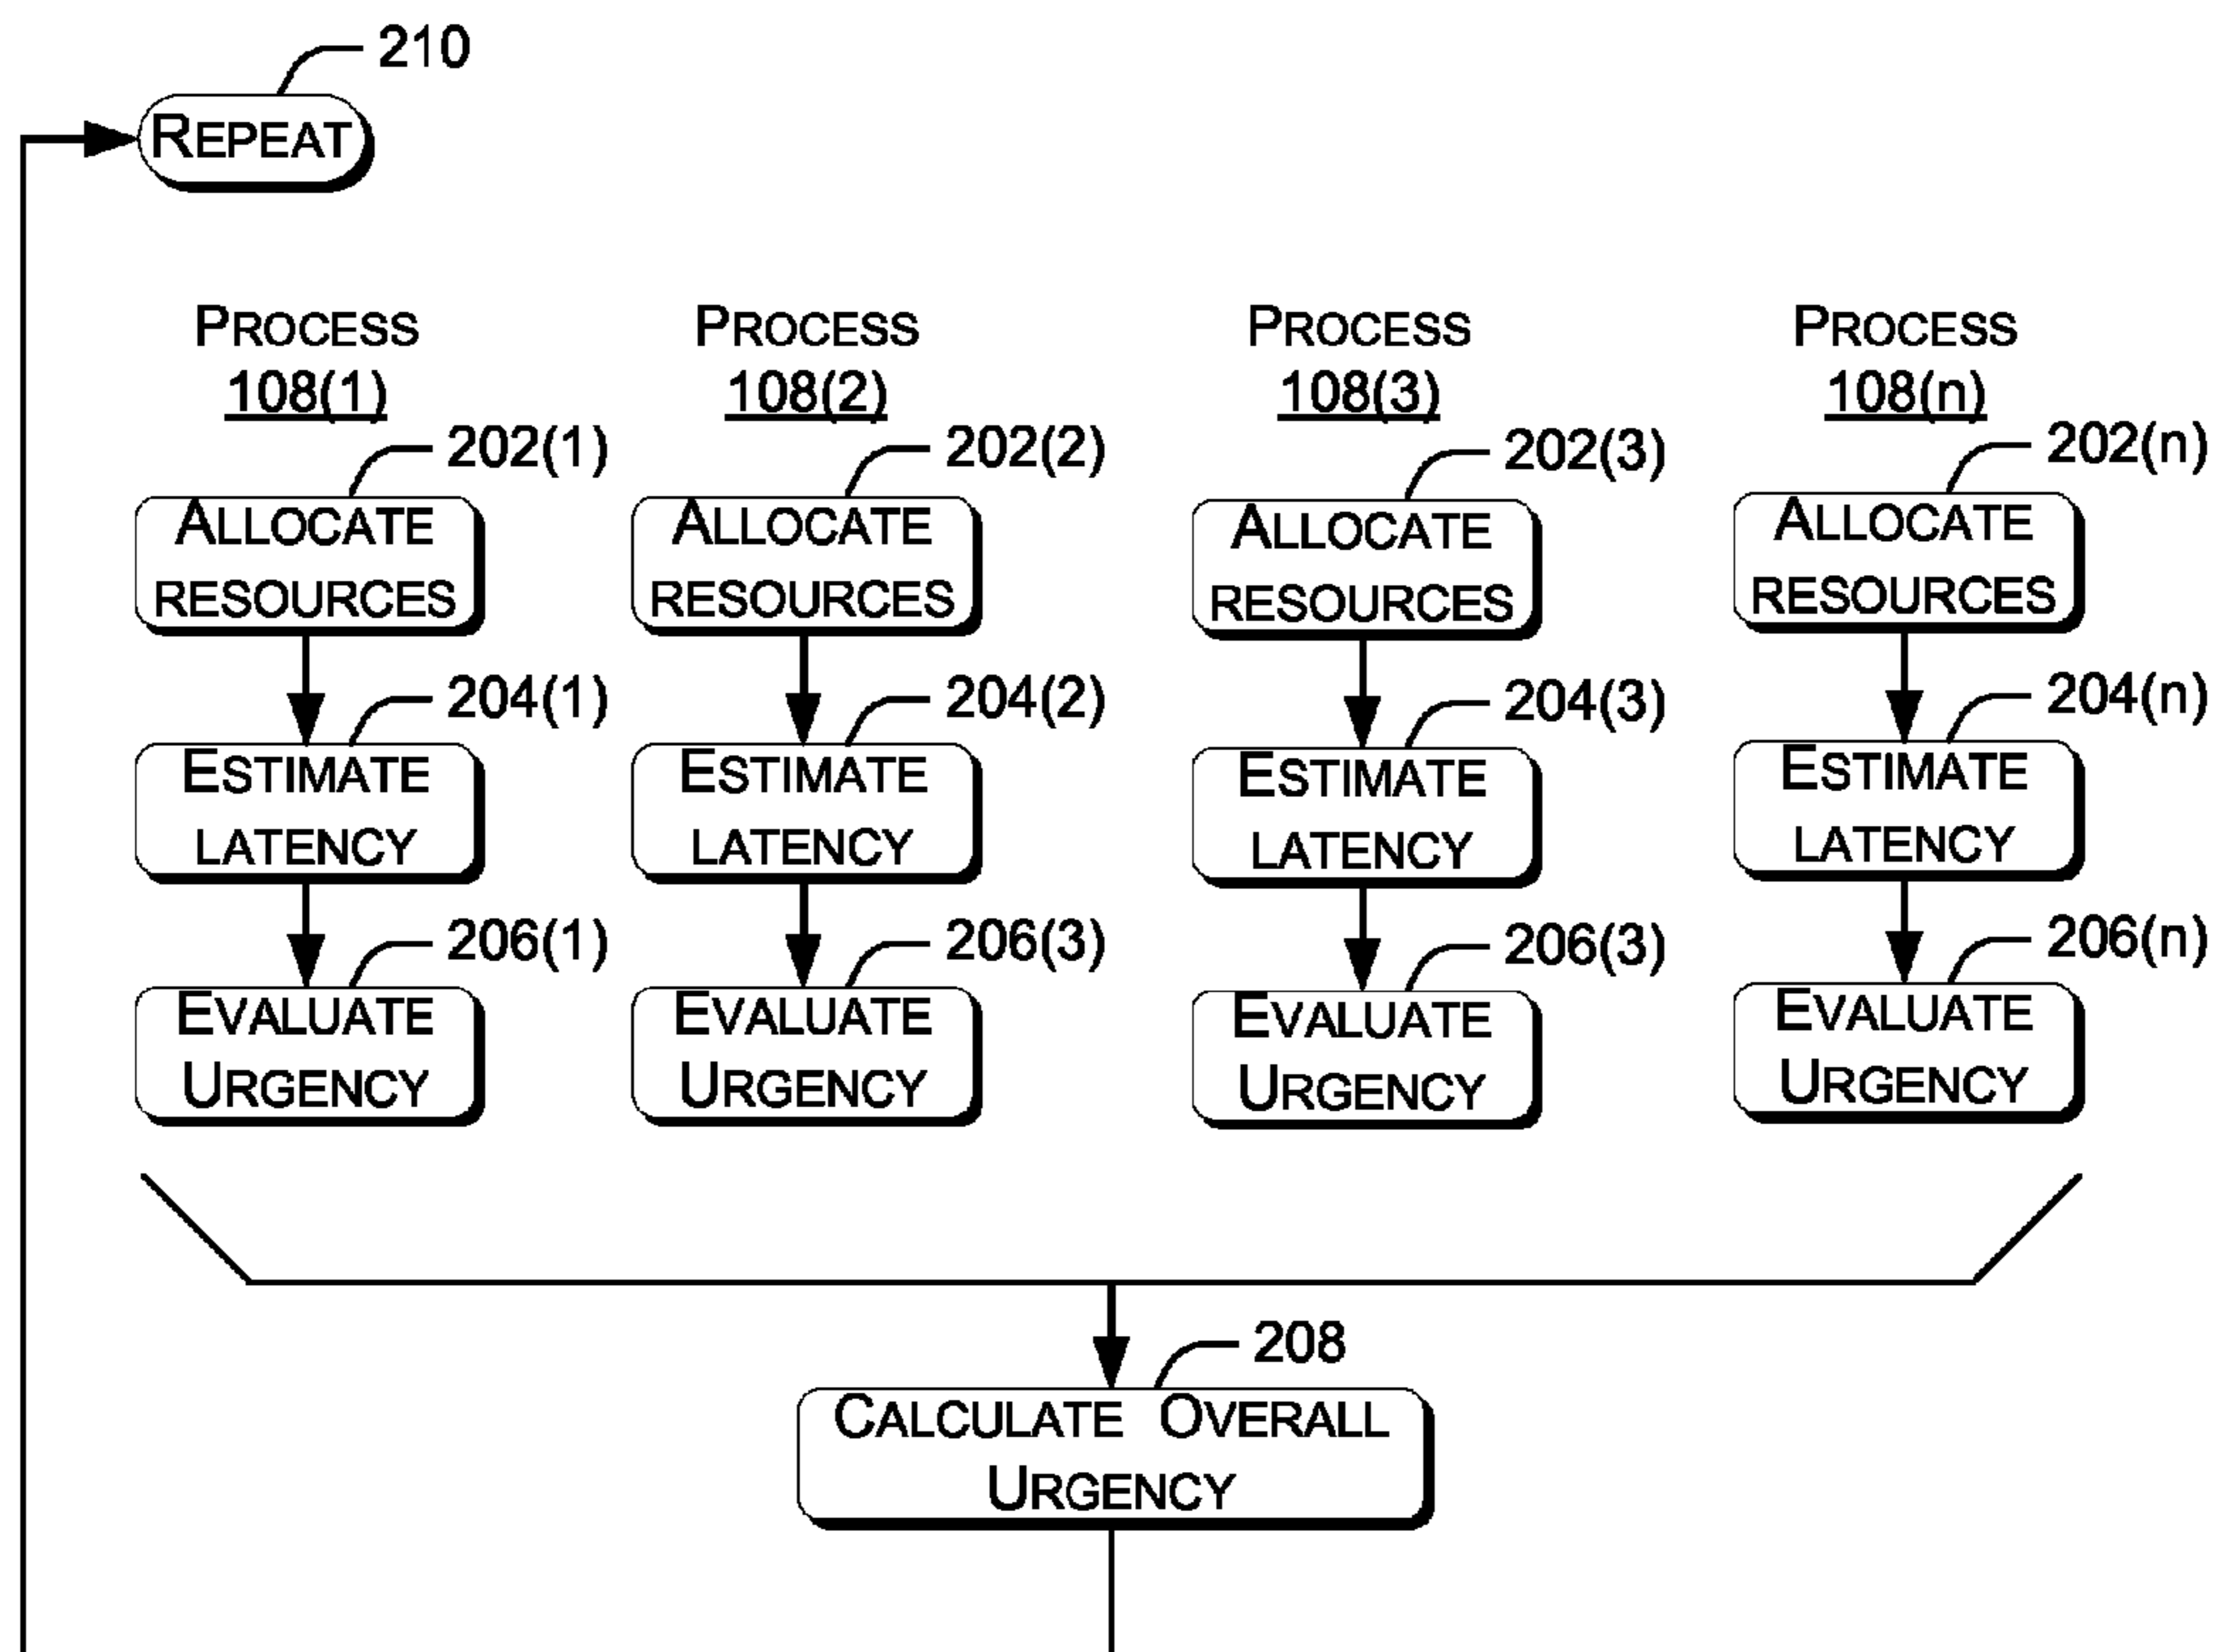 210
REPEAT
PROCESS PROCESS PROCESS PROCESS
108(1) 108(2) 108(3) 108(n)
202(1) 202(2) 202(3) 202(n)
ALLOCATE ALLOCATE ALLOCATE ALLOCATE
RESOURCES RESOURCES RESOURCES RESOURCES
204(1) 204(2) 204(3) 204(n)
ESTIMATE ESTIMATE ESTIMATE ESTIMATE
LATENCY LATENCY LATENCY LATENCY
206(1) 206(3) 206(3) 206(n)
EVALUATE EVALUATE EVALUATE EVALUATE
URGENCY URGENCY URGENCY URGENCY
208
CALCULATE OVERALL
URGENCY